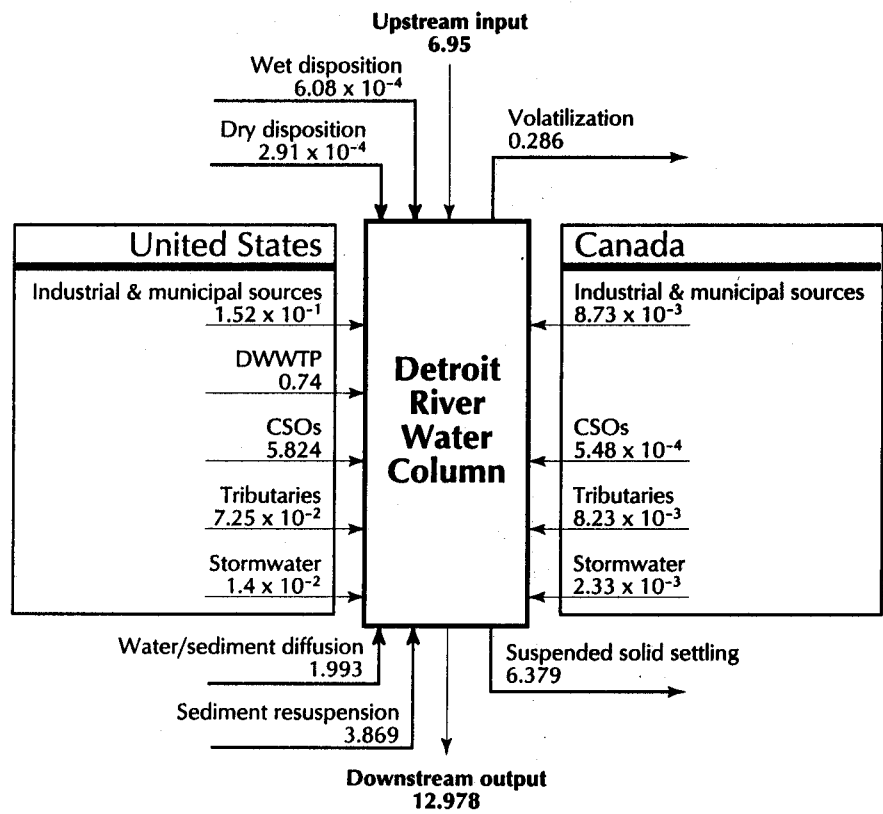 Upstream input
6.95
Wet disposition
6.08 x 10⁻⁴
Dry disposition
2.91 x 10⁻⁴
Volatilization
0.286
United States
Industrial & municipal sources
1.52 x 10⁻¹
DWWTP
0.74
CSOs
5.824
Tributaries
7.25 x 10⁻²
Stormwater
1.4 x 10⁻²
Detroit
River
Water
Column
Canada
Industrial & municipal sources
8.73 x 10⁻³
CSOs
5.48 x 10⁻⁴
Tributaries
8.23 x 10⁻³
Stormwater
2.33 x 10⁻³
Water/sediment diffusion
1.993
Sediment resuspension
3.869
Suspended solid settling
6.379
Downstream output
12.978